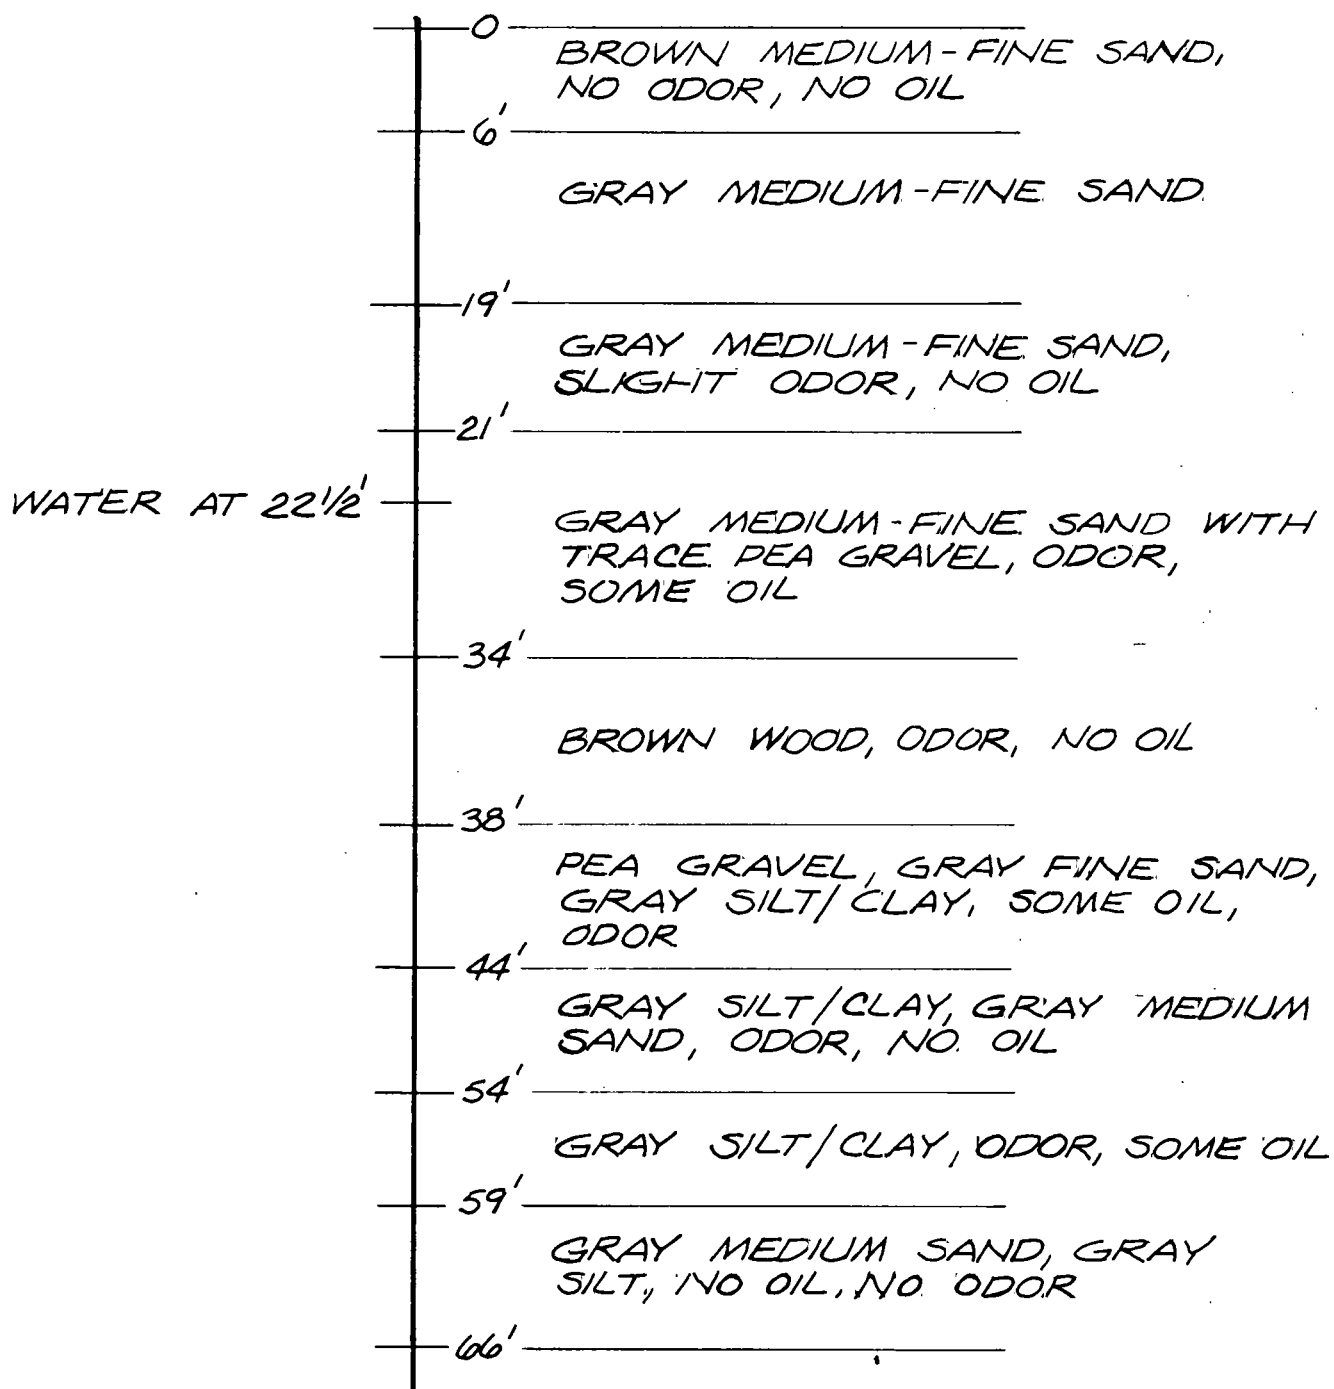 0
BROWN MEDIUM-FINE SAND,
NO ODOR, NO OIL
6'
GRAY MEDIUM-FINE SAND
19'
GRAY MEDIUM-FINE SAND,
SLIGHT ODOR, NO OIL
21'
WATER AT 22 1/2'
GRAY MEDIUM-FINE SAND WITH
TRACE PEA GRAVEL, ODOR,
SOME OIL
34'
BROWN WOOD, ODOR, NO OIL
38'
PEA GRAVEL, GRAY FINE SAND,
GRAY SILT/CLAY, SOME OIL,
ODOR
44'
GRAY SILT/CLAY, GRAY MEDIUM
SAND, ODOR, NO OIL
54'
GRAY SILT/CLAY, ODOR, SOME OIL
59'
GRAY MEDIUM SAND, GRAY
SILT, NO OIL, NO ODOR
66'